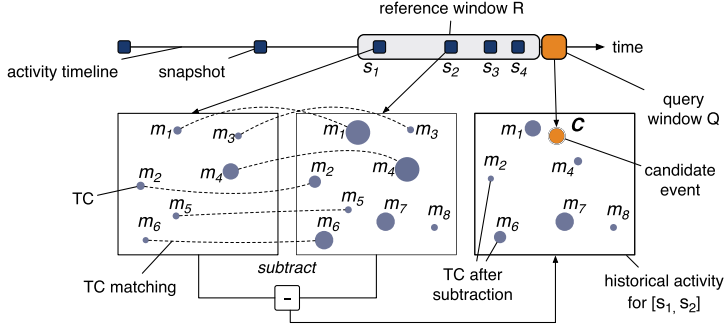 reference window R
time
activity timeline
snapshot
s1
s2
s3
s4
query
window Q
m1
m3
m2
m4
m5
m6
TC
TC matching
m1
m3
m2
m4
m5
m6
m7
m8
subtract
-
m1
C
m2
m4
m6
m7
m8
candidate
event
TC after
subtraction
historical activity
for [s1, s2]